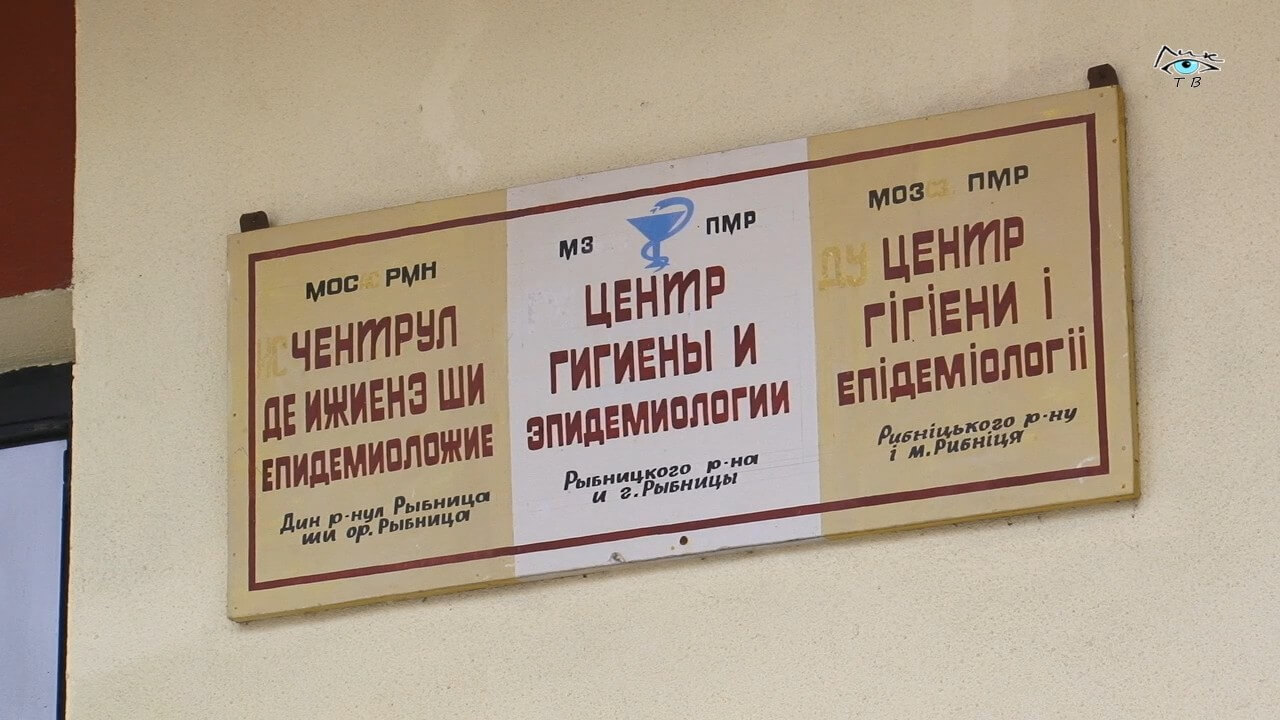 МОС РМН
ЧЕНТРУЛ
ДЕ ИЖИЕНЭ ШИ
ЕПИДЕМИОЛОЖИЕ
Дин р-нул Рыбница
ши ор. Рыбница
МЗ ПМР
ЦЕНТР
ГИГИЕНЫ И
ЭПИДЕМИОЛОГИИ
Рыбницкого р-на
и г. Рыбницы
МОЗ ПМР
ДУ ЦЕНТР
ГІГІЕНИ І
ЕПІДЕМІОЛОГІЇ
Рибніцького р-ну
і м. Рибніця
Лик
ТВ